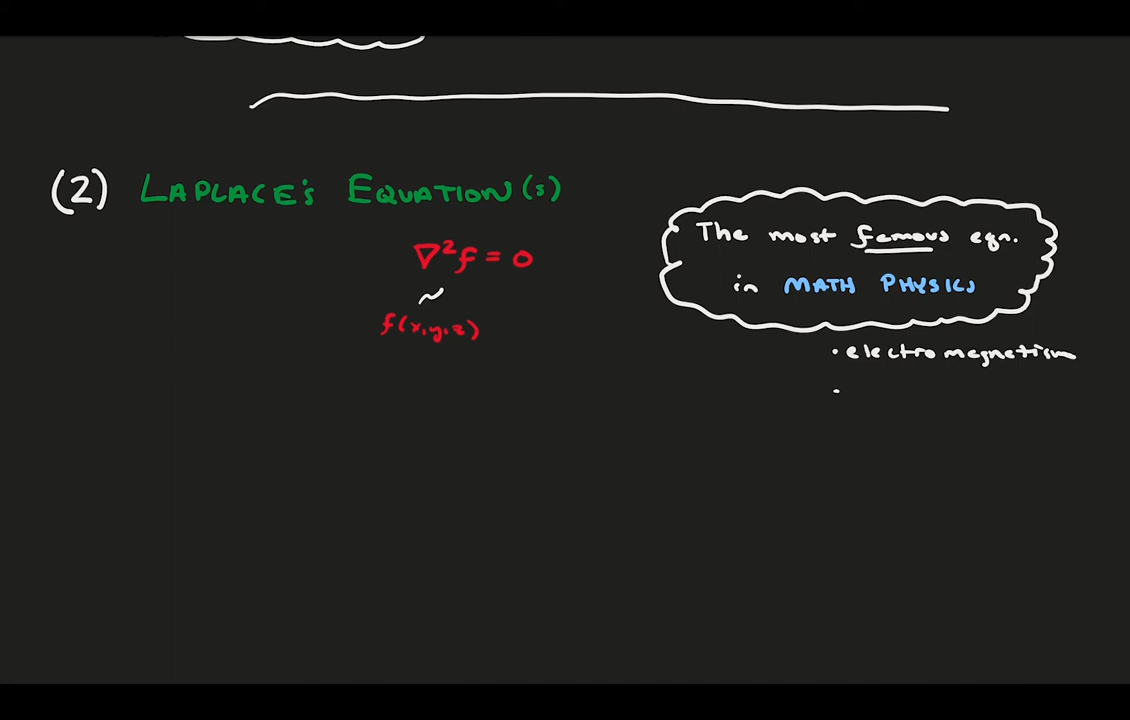 (2) LAPLACE'S EQUATION(s)
∇²f = 0
f(x,y,z)
The most famous eqn.
in MATH PHYSICS
• electromagnetism
•